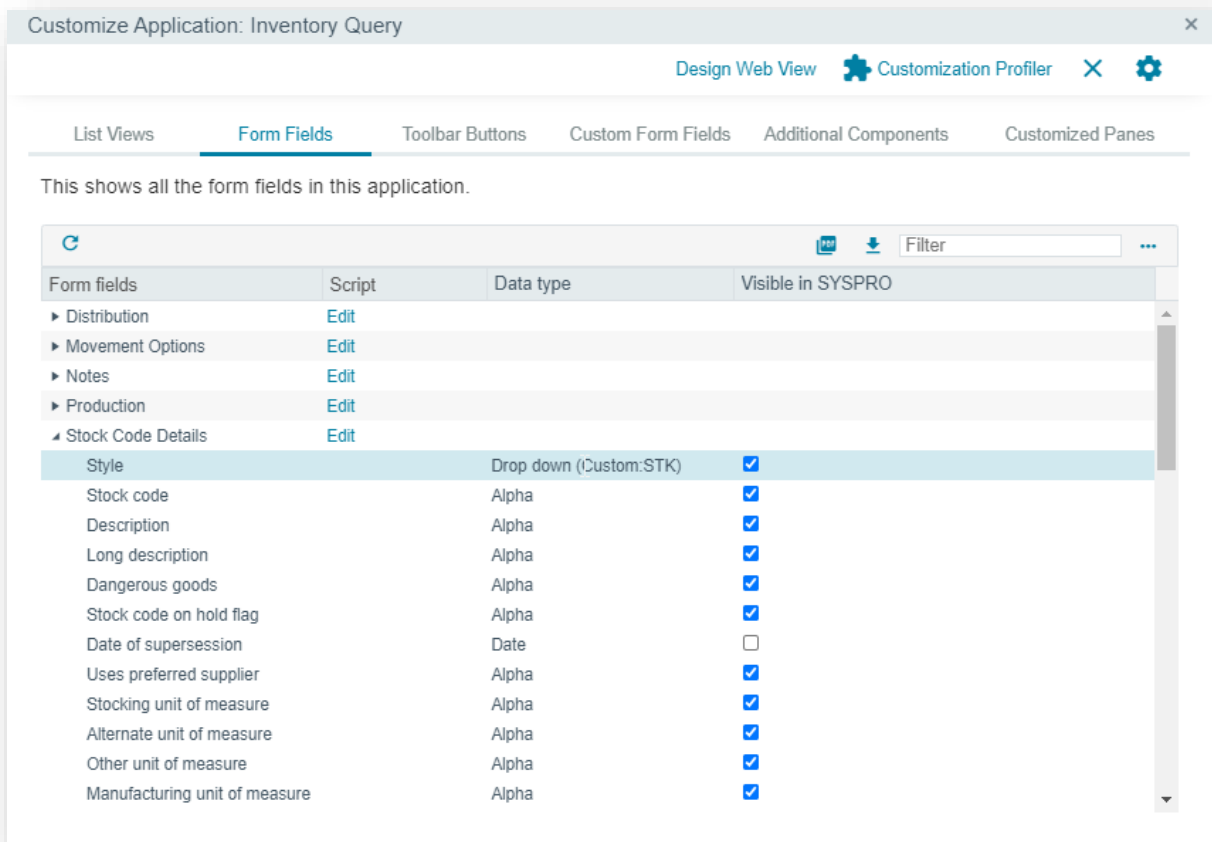 Customize Application: Inventory Query
Design Web View Customization Profiler
List Views Form Fields Toolbar Buttons Custom Form Fields Additional Components Customized Panes
This shows all the form fields in this application.
PDF Filter
Form fields Script Data type Visible in SYSPRO
Distribution Edit
Movement Options Edit
Notes Edit
Production Edit
Stock Code Details Edit
Style Drop down (Custom:STK)
Stock code Alpha
Description Alpha
Long description Alpha
Dangerous goods Alpha
Stock code on hold flag Alpha
Date of supersession Date
Uses preferred supplier Alpha
Stocking unit of measure Alpha
Alternate unit of measure Alpha
Other unit of measure Alpha
Manufacturing unit of measure Alpha